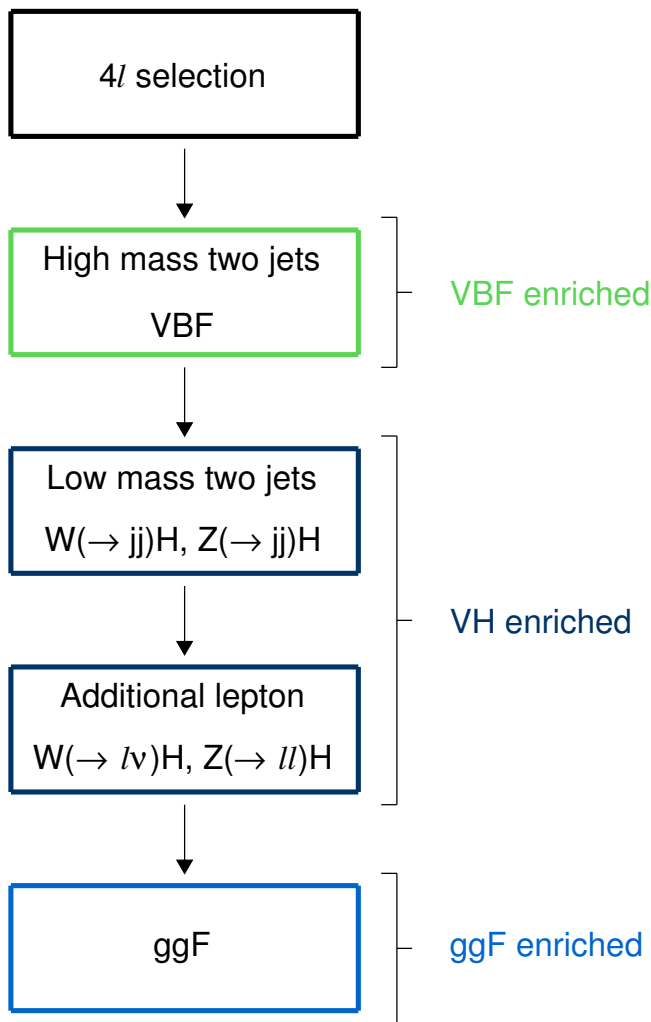 4l selection
High mass two jets
VBF
VBF enriched
Low mass two jets
W(→ jj)H, Z(→ jj)H
VH enriched
Additional lepton
W(→ lν)H, Z(→ ll)H
ggF
ggF enriched